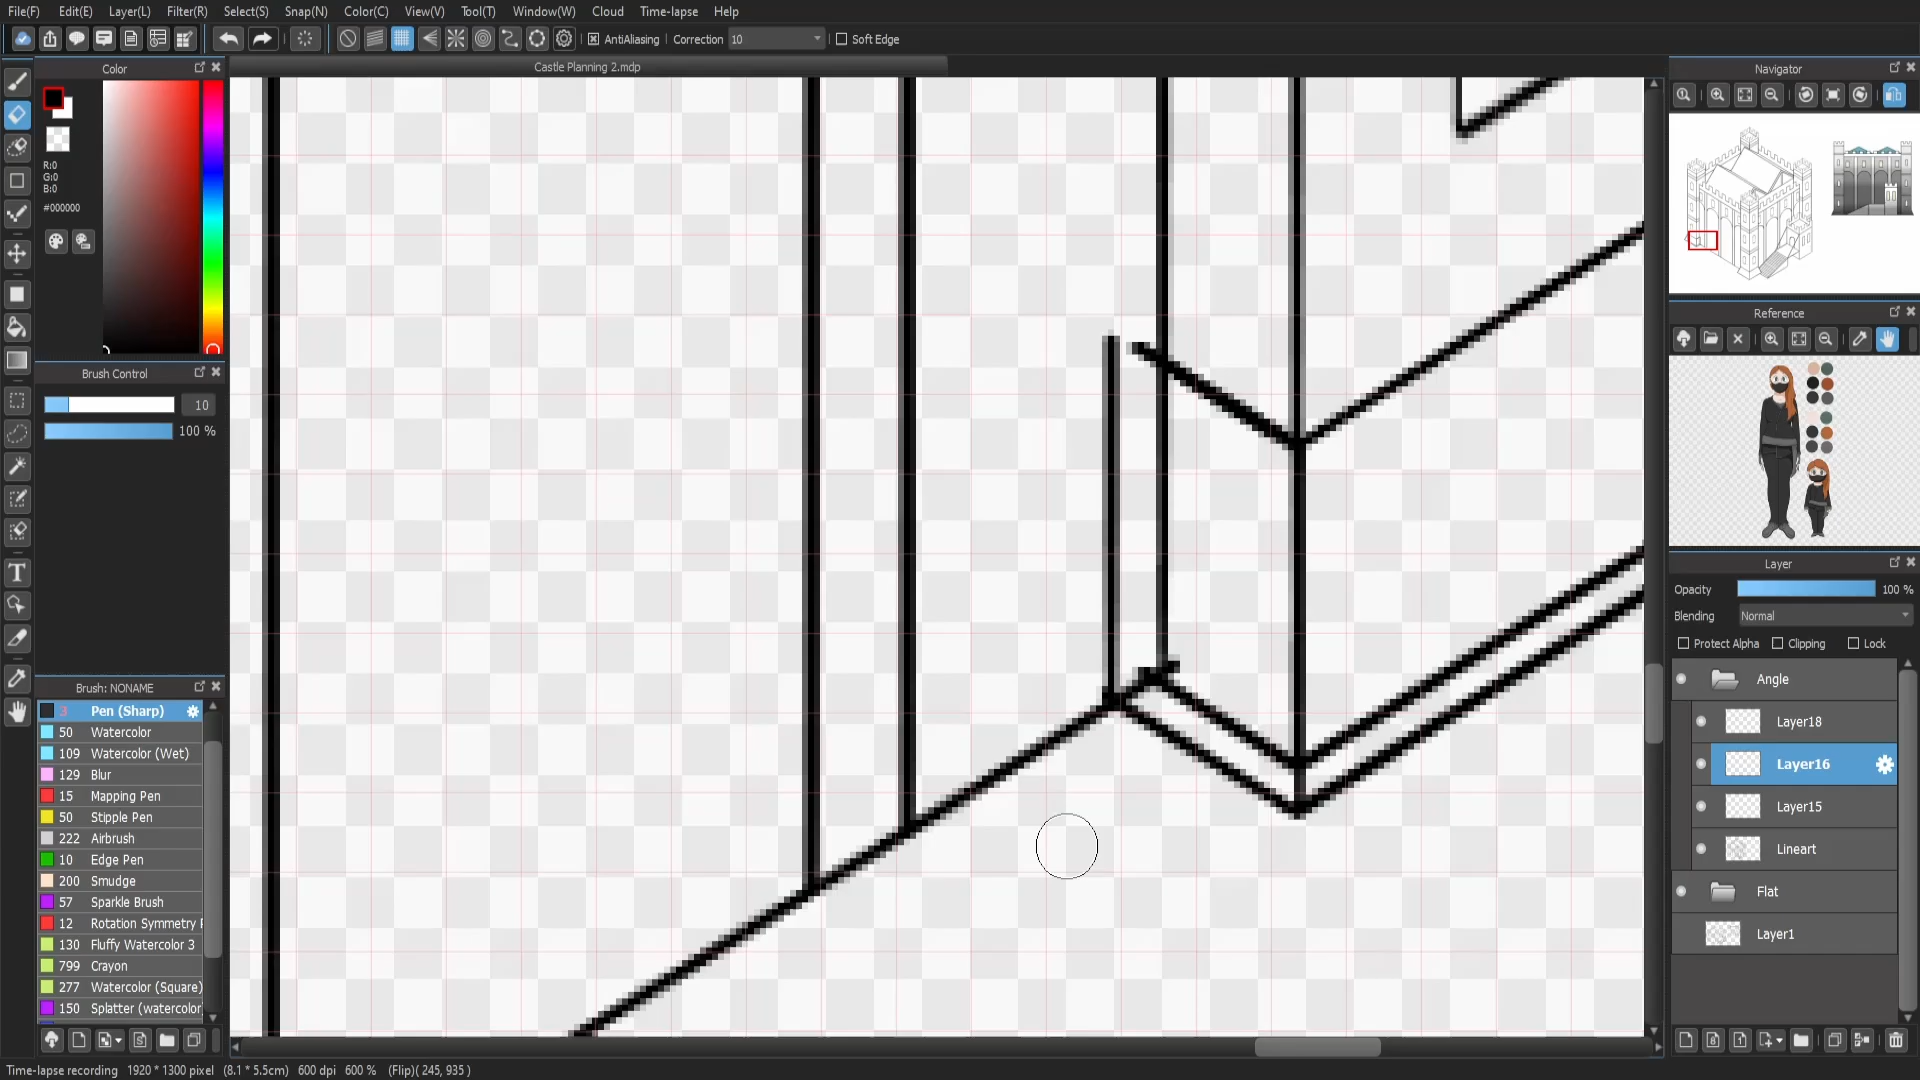 File(F) Edit(E) Layer(L) Filter(R) Select(S) Snap(N) Color(C) View(V) Tool(T) Window(W) Cloud Time-lapse Help
AntiAliasing Correction 10 Soft Edge
Color
R:0
G:0
B:0
#000000
Brush Control
10
100 %
Brush: NONAME
3 Pen (Sharp)
50 Watercolor
109 Watercolor (Wet)
129 Blur
15 Mapping Pen
50 Stipple Pen
222 Airbrush
10 Edge Pen
200 Smudge
57 Sparkle Brush
12 Rotation Symmetry
130 Fluffy Watercolor 3
799 Crayon
277 Watercolor (Square)
150 Splatter (watercolor
Castle Planning 2.mdp
Navigator
Reference
Layer
Opacity 100 %
Blending Normal
Protect Alpha Clipping Lock
Angle
Layer18
Layer16
Layer15
Lineart
Flat
Layer1
Time-lapse recording 1920 * 1300 pixel (8.1 * 5.5cm) 600 dpi 600 % (Flip)( 245, 935 )